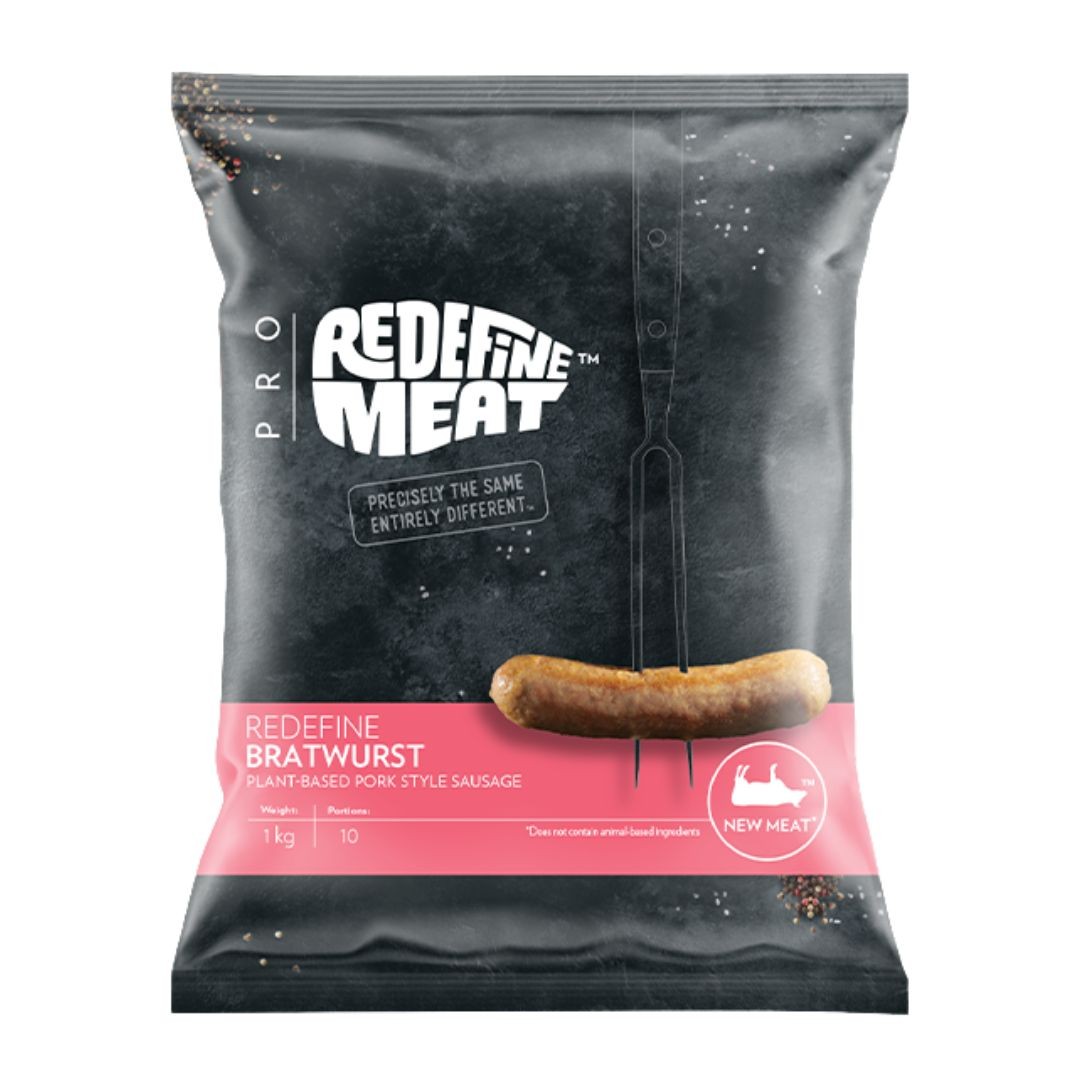 PRO
REDEFINE™
MEAT
PRECISELY THE SAME
ENTIRELY DIFFERENT™
REDEFINE
BRATWURST
PLANT-BASED PORK STYLE SAUSAGE
Weight: Portions:
1 kg 10
*Does not contain animal-based ingredients
™
NEW MEAT*